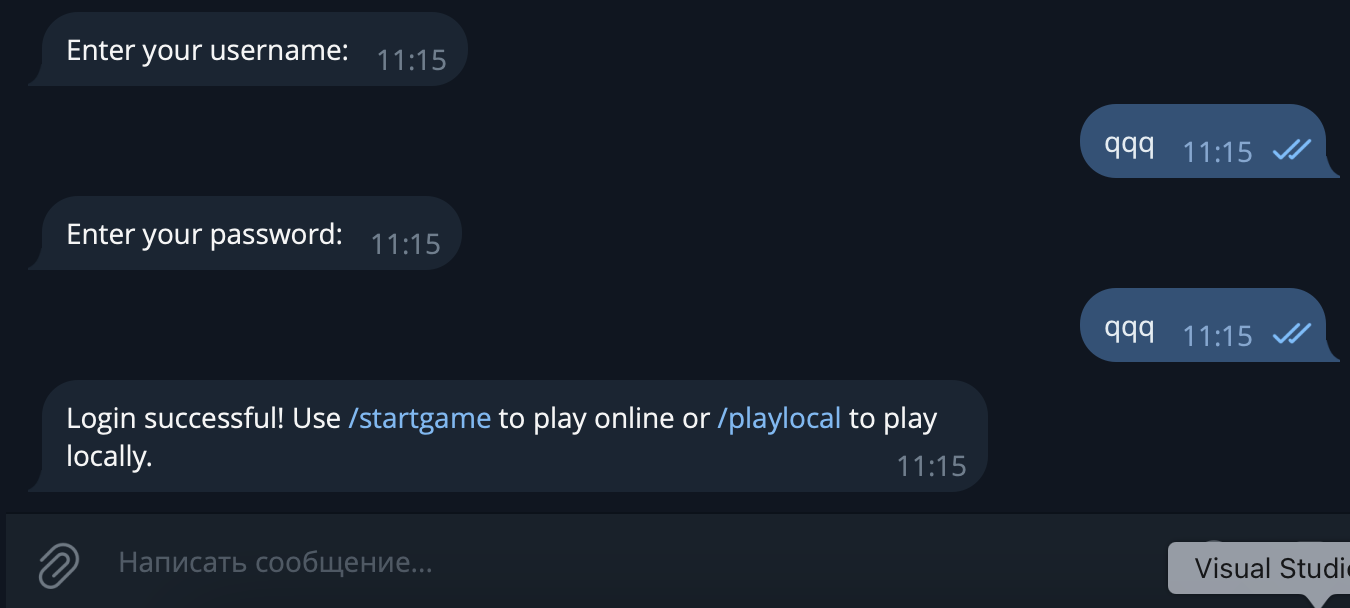 Enter your username: 11:15
qqq 11:15
Enter your password: 11:15
qqq 11:15
Login successful! Use /startgame to play online or /playlocal to play
locally. 11:15
Написать сообщение...
Visual Studi